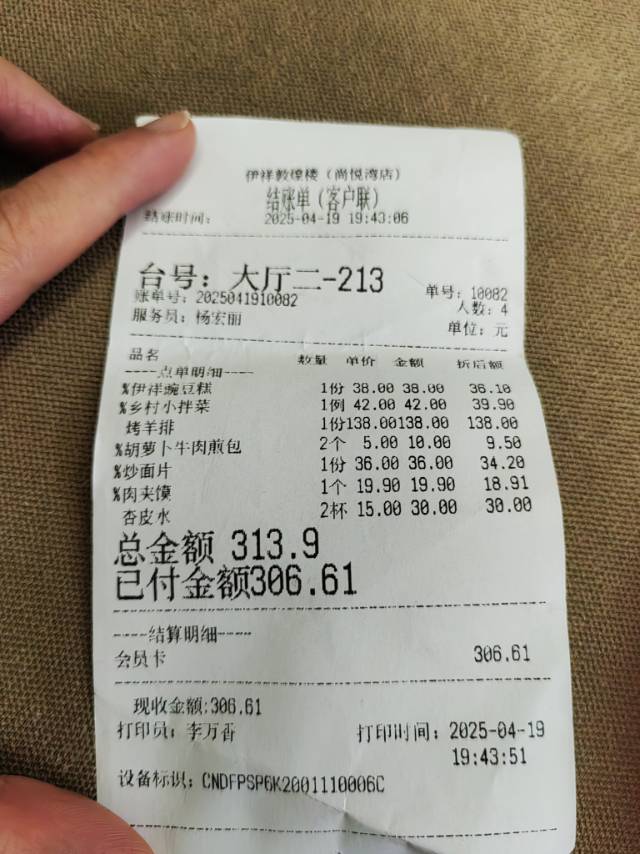 伊祥敦煌楼（尚悦湾店）
结账单（客户联）
结账时间： 2025-04-19 19:43:06
台号：大厅二-213
单号：10082
账单号：2025041910082
人数：4
服务员：杨宏丽
单位：元
品名 数量 单价 金额 折后额
----点单明细----
%伊祥豌豆糕 1份 38.00 38.00 36.10
%乡村小拌菜 1例 42.00 42.00 39.90
烤羊排 1份138.00138.00 138.00
%胡萝卜牛肉煎包 2个 5.00 10.00 9.50
%炒面片 1份 36.00 36.00 34.20
%肉夹馍 1个 19.90 19.90 18.91
杏皮水 2杯 15.00 30.00 30.00
总金额 313.9
已付金额306.61
----结算明细----
会员卡 306.61
现收金额:306.61
打印员：李万香 打印时间：2025-04-19
19:43:51
设备标识：CNDFPSP6K2001110006C